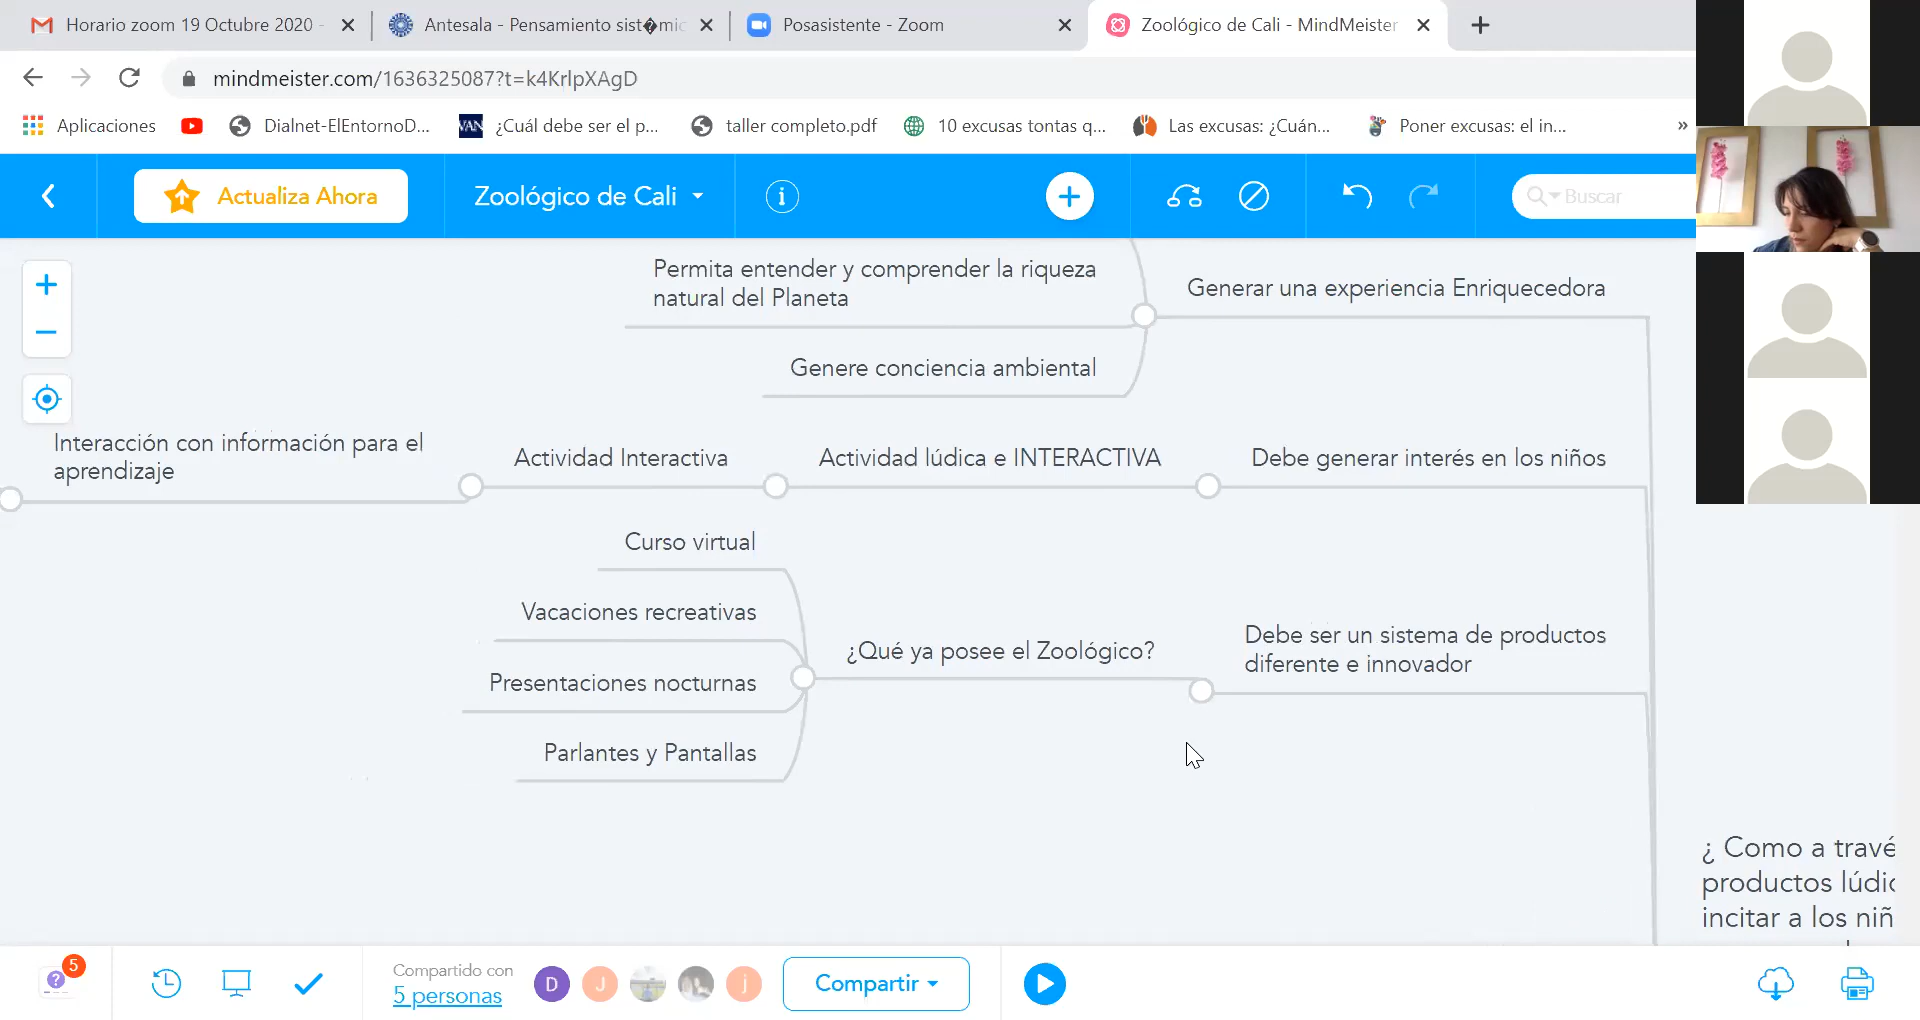 Horario zoom 19 Octubre 2020 -
Antesala - Pensamiento sist�mic
Posasistente - Zoom
Zoológico de Cali - MindMeister
mindmeister.com/1636325087?t=k4KrlpXAgD
Aplicaciones
Dialnet-ElEntornoD...
VAN
¿Cuál debe ser el p...
taller completo.pdf
10 excusas tontas q...
Las excusas: ¿Cuán...
Poner excusas: el in...
»
Actualiza Ahora
Zoológico de Cali
Buscar
Permita entender y comprender la riqueza
natural del Planeta
Generar una experiencia Enriquecedora
Genere conciencia ambiental
Interacción con información para el
aprendizaje
Actividad Interactiva
Actividad lúdica e INTERACTIVA
Debe generar interés en los niños
Curso virtual
Vacaciones recreativas
Presentaciones nocturnas
Parlantes y Pantallas
¿Qué ya posee el Zoológico?
Debe ser un sistema de productos
diferente e innovador
¿ Como a travé
productos lúdic
incitar a los niñ
5
Compartido con
5 personas
D
J
j
Compartir